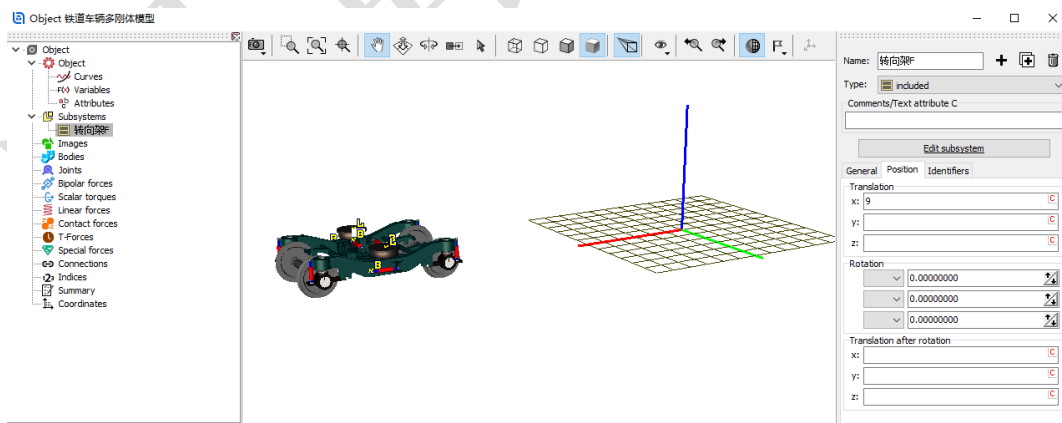 Object 铁道车辆多刚体模型
Object
Object
Curves
F(x) Variables
Attributes
Subsystems
转向架F
Images
Bodies
Joints
Bipolar forces
Scalar torques
Linear forces
Contact forces
T-Forces
Special forces
Connections
Indices
Summary
Coordinates
Name: 转向架F
Type: included
Comments/Text attribute C
Edit subsystem
General Position Identifiers
Translation
x: 9 C
y: C
z: C
Rotation
0.00000000
0.00000000
0.00000000
Translation after rotation
x: C
y: C
z: C